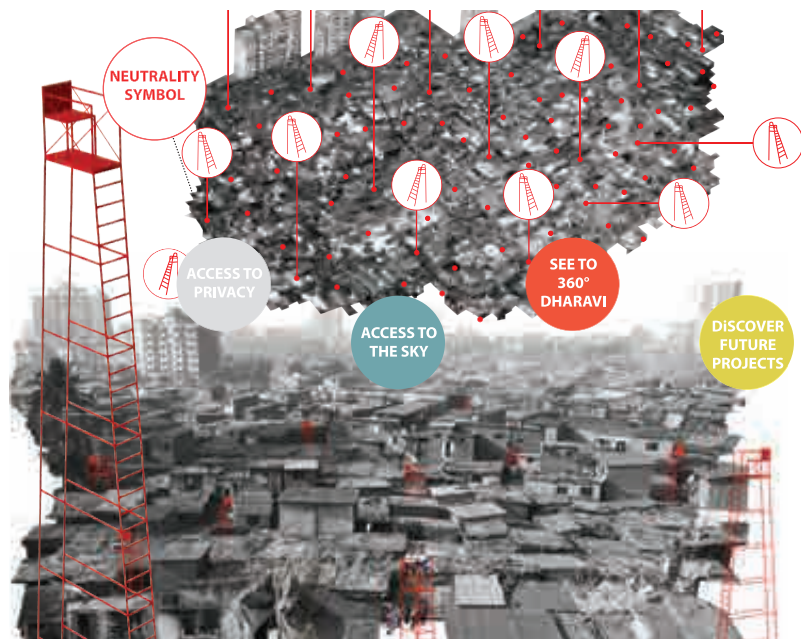 NEUTRALITY
SYMBOL
ACCESS TO
PRIVACY
ACCESS TO
THE SKY
SEE TO
360°
DHARAVI
DiSCOVER
FUTURE
PROJECTS